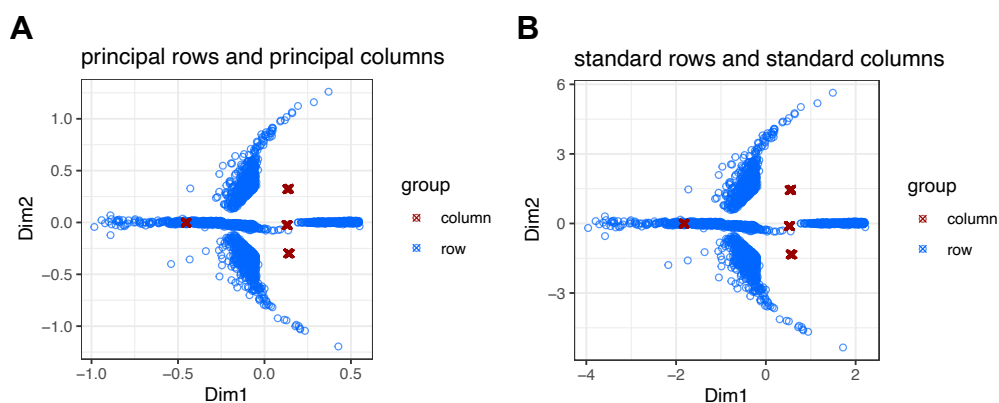 A
principal rows and principal columns
1.0
0.5
0.0
−0.5
−1.0
Dim2
−1.0
−0.5
0.0
0.5
Dim1
group
column
row
B
standard rows and standard columns
6
3
0
−3
Dim2
−4
−2
0
2
Dim1
group
column
row